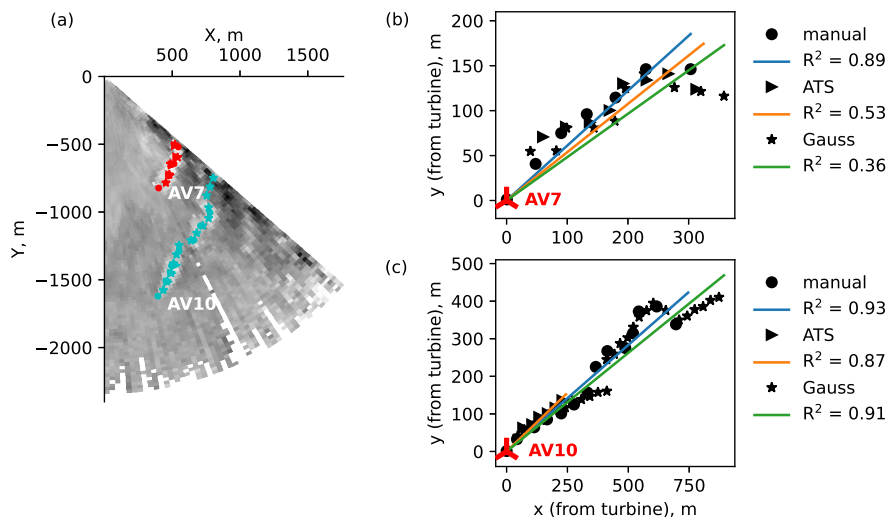 (a)
X, m
500 1000 1500
0
−500
−1000
−1500
−2000
Y, m
AV7
AV10
(b)
y (from turbine), m
200
150
100
50
0
0 100 200 300
AV7
manual
R² = 0.89
ATS
R² = 0.53
Gauss
R² = 0.36
(c)
y (from turbine), m
500
400
300
200
100
0
0 250 500 750
x (from turbine), m
AV10
manual
R² = 0.93
ATS
R² = 0.87
Gauss
R² = 0.91